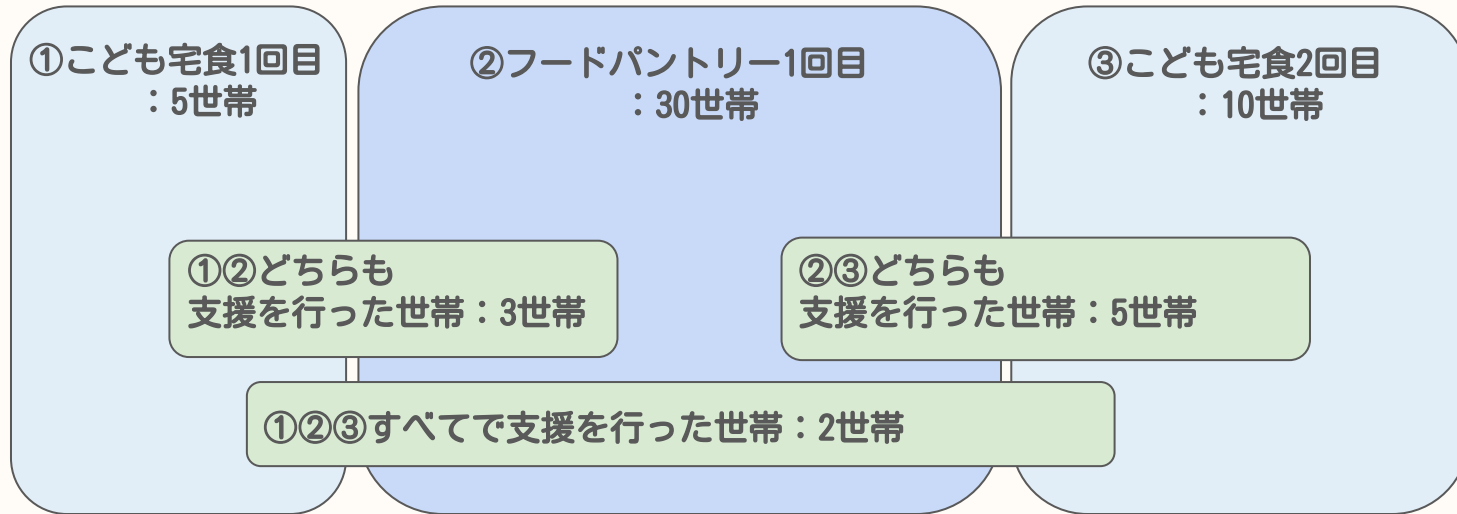 ①こども宅食1回目
：5世帯
②フードパントリー1回目
：30世帯
③こども宅食2回目
：10世帯
①②どちらも
支援を行った世帯：3世帯
②③どちらも
支援を行った世帯：5世帯
①②③すべてで支援を行った世帯：2世帯